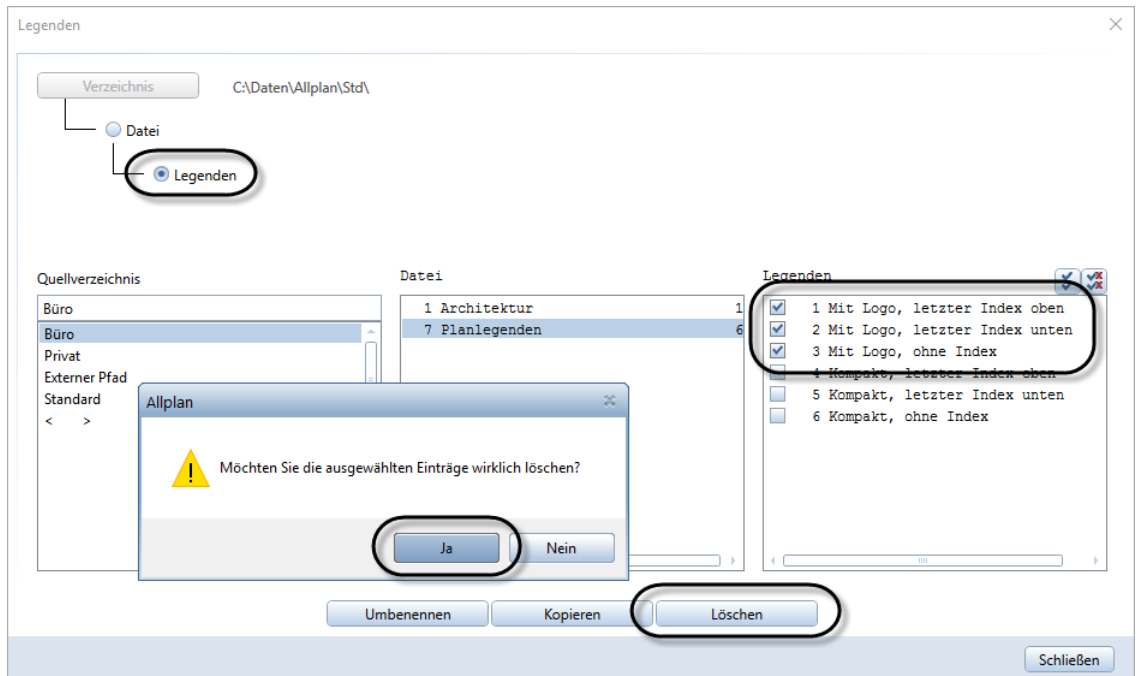 Legenden
Verzeichnis C:\Daten\Allplan\Std\
Datei
Legenden
Quellverzeichnis
Büro
Büro
Privat
Externer Pfad
Standard
< >
Datei
1 Architektur 1
7 Planlegenden 6
Legenden
1 Mit Logo, letzter Index oben
2 Mit Logo, letzter Index unten
3 Mit Logo, ohne Index
4 Kompakt, letzter Index oben
5 Kompakt, letzter Index unten
6 Kompakt, ohne Index
Allplan
Möchten Sie die ausgewählten Einträge wirklich löschen?
Ja Nein
Umbenennen Kopieren Löschen
Schließen